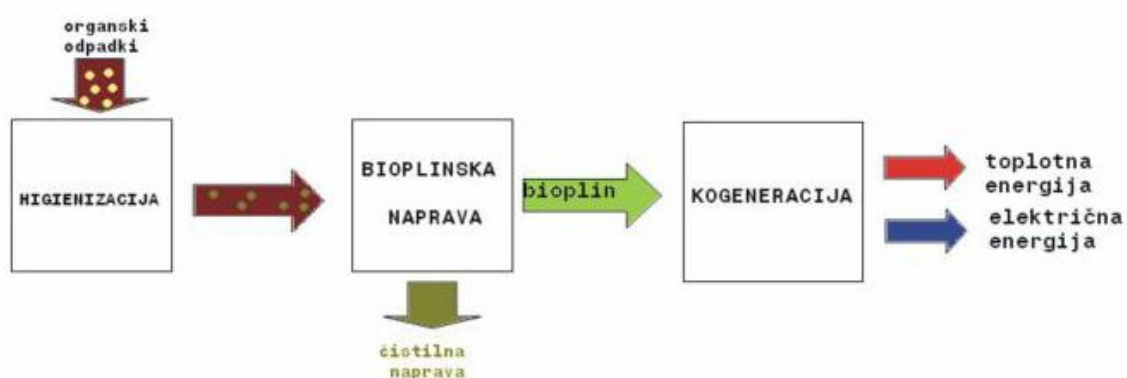 organski
odpadki
HIGIENIZACIJA
BIOPLINSKA
NAPRAVA
bioplin
KOGENERACIJA
toplotna
energija
električna
energija
čistilna
naprava